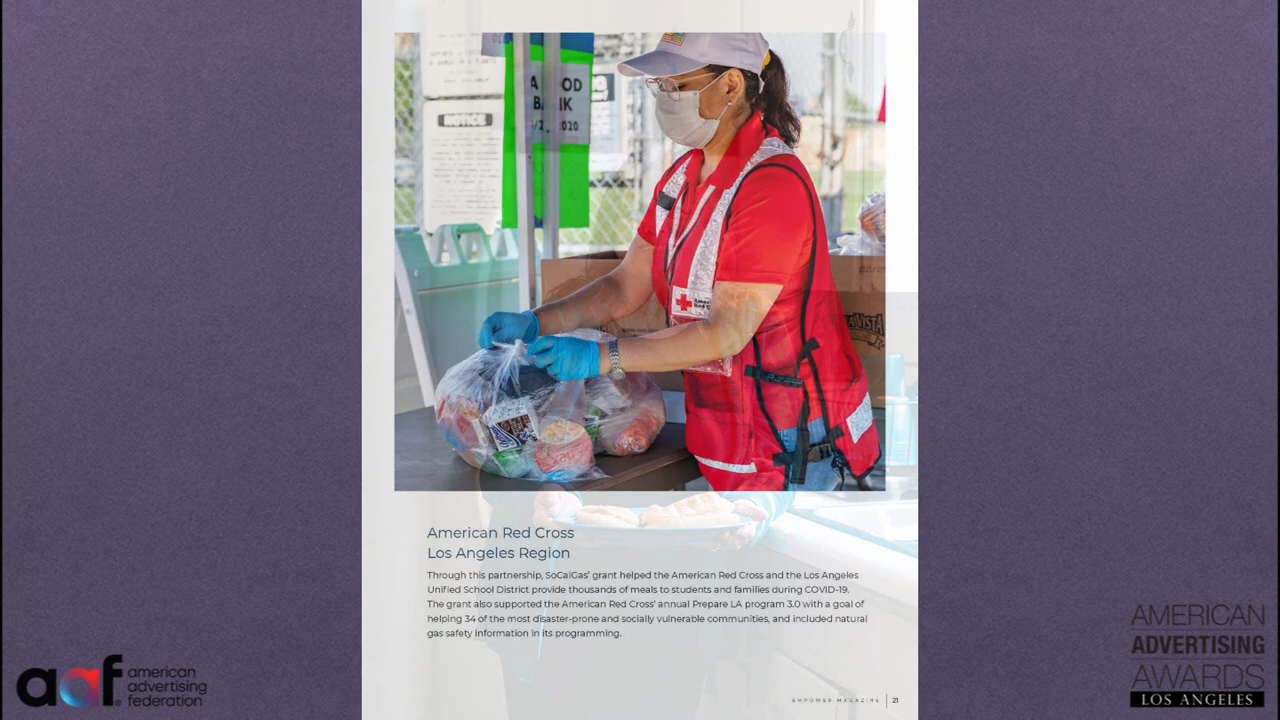 A OOD
B NK
2020
NOTICE
American Red Cross
Los Angeles Region
Through this partnership, SoCalGas' grant helped the American Red Cross and the Los Angeles
Unified School District provide thousands of meals to students and families during COVID-19.
The grant also supported the American Red Cross' annual Prepare LA program 3.0 with a goal of
helping 34 of the most disaster-prone and socially vulnerable communities, and included natural
gas safety information in its programming.
EMPOWER MAGAZINE | 21
aaf american
advertising
federation
AMERICAN
ADVERTISING
AWARDS
LOS ANGELES